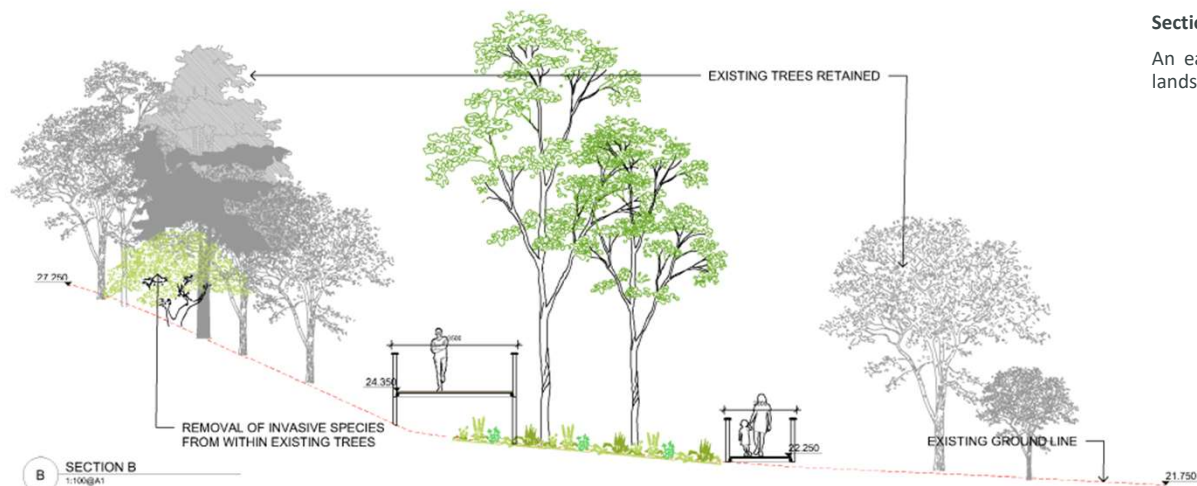 Sectio
An ea
lands
EXISTING TREES RETAINED
27.250
3500
24.350
REMOVAL OF INVASIVE SPECIES
FROM WITHIN EXISTING TREES
22.250
EXISTING GROUND LINE
21.750
B
SECTION B
1:100@A1